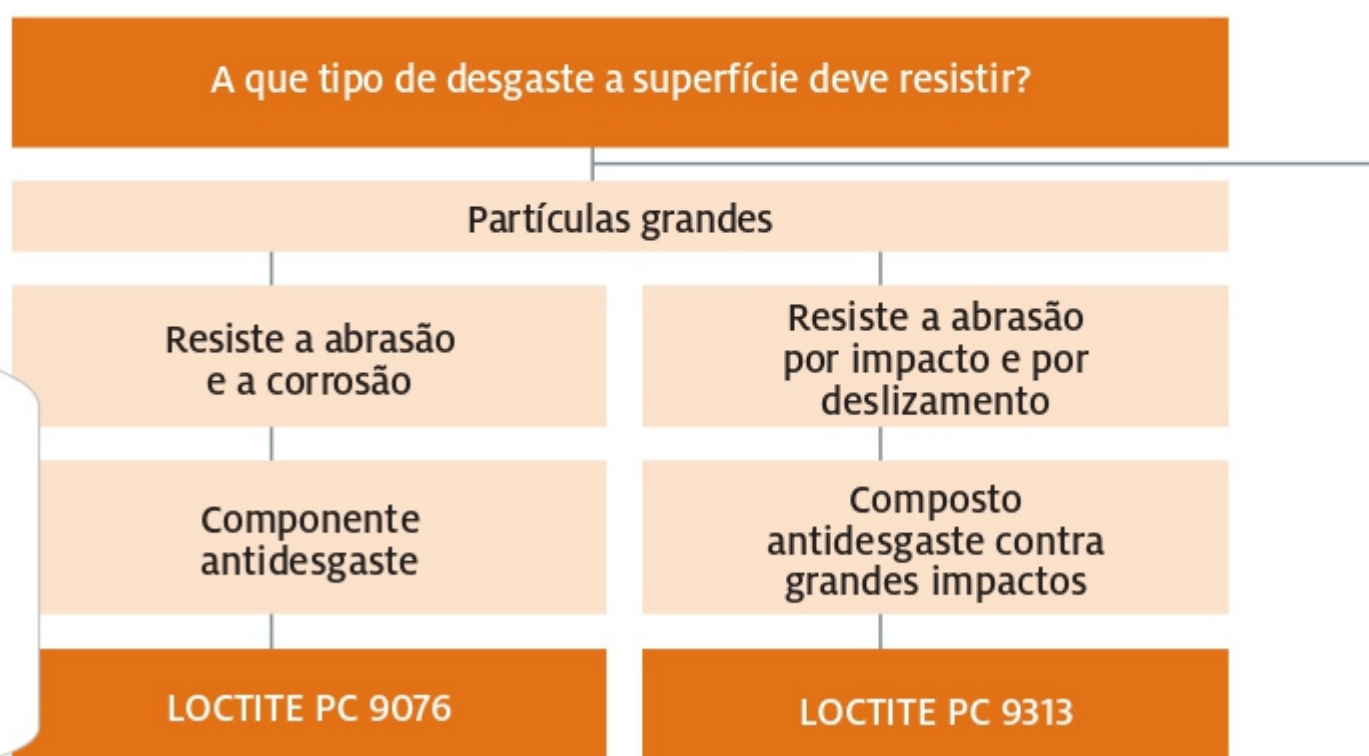 A que tipo de desgaste a superfície deve resistir?
Partículas grandes
Resiste a abrasão
e a corrosão
Resiste a abrasão
por impacto e por
deslizamento
Componente
antidesgaste
Composto
antidesgaste contra
grandes impactos
LOCTITE PC 9076
LOCTITE PC 9313